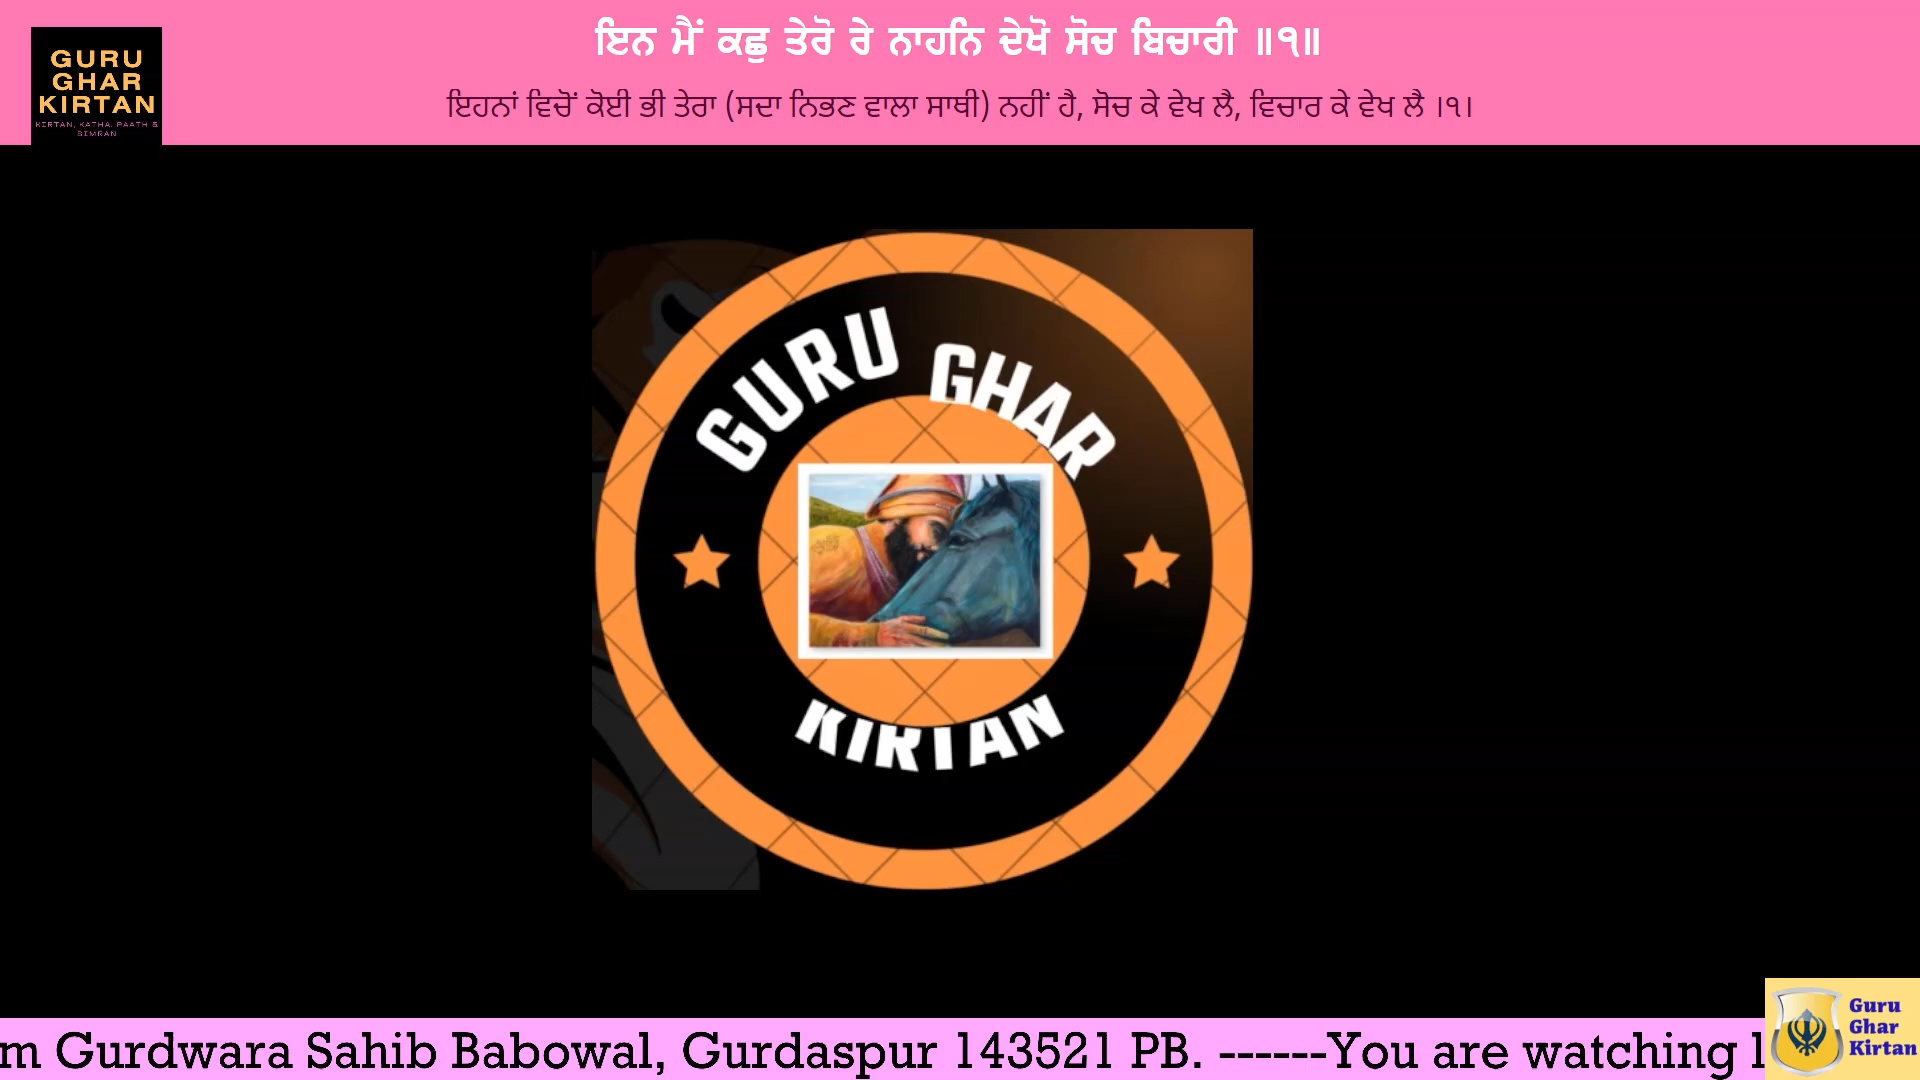 ਇਨ ਮੈਂ ਕਛੁ ਤੇਰੋ ਰੇ ਨਾਹਨਿ ਦੇਖੋ ਸੋਚ ਬਿਚਾਰੀ ॥੧॥
ਇਹਨਾਂ ਵਿਚੋਂ ਕੋਈ ਭੀ ਤੇਰਾ (ਸਦਾ ਨਿਭਣ ਵਾਲਾ ਸਾਥੀ) ਨਹੀਂ ਹੈ, ਸੋਚ ਕੇ ਵੇਖ ਲੈ, ਵਿਚਾਰ ਕੇ ਵੇਖ ਲੈ ।੧।
GURU
GHAR
KIRTAN
KIRTAN, KATHA, PAATH &
SIMRAN
GURU GHAR
KIRTAN
m Gurdwara Sahib Babowal, Gurdaspur 143521 PB. ------You are watching l
Guru
Ghar
Kirtan